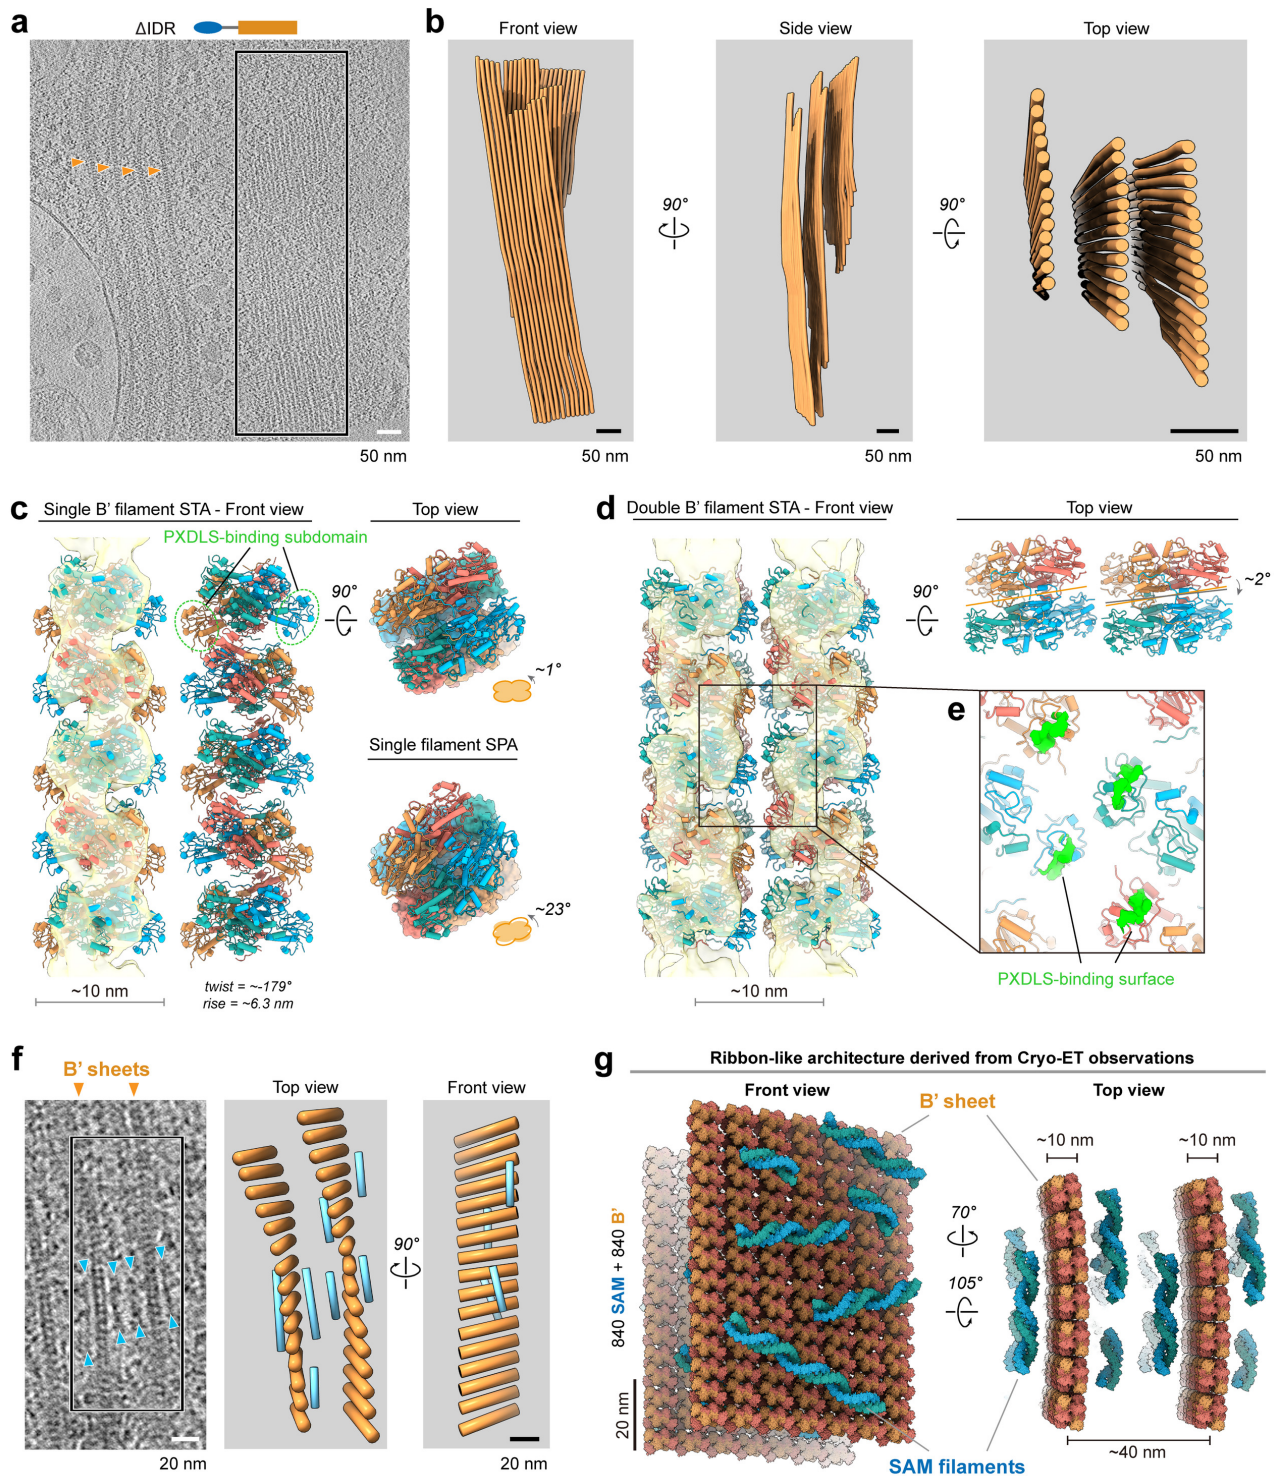 a
ΔIDR
50 nm
b
Front view
Side view
Top view
90°
90°
50 nm
50 nm
50 nm
c
Single B’ filament STA - Front view
PXDLS-binding subdomain
Top view
90°
~1°
Single filament SPA
~23°
~10 nm
twist = ~-179°
rise = ~6.3 nm
d
Double B’ filament STA - Front view
Top view
90°
~2°
e
PXDLS-binding surface
~10 nm
f
B’ sheets
Top view
Front view
90°
20 nm
20 nm
g
Ribbon-like architecture derived from Cryo-ET observations
Front view
B’ sheet
Top view
~10 nm
~10 nm
70°
105°
840 SAM + 840 B’
20 nm
SAM filaments
~40 nm